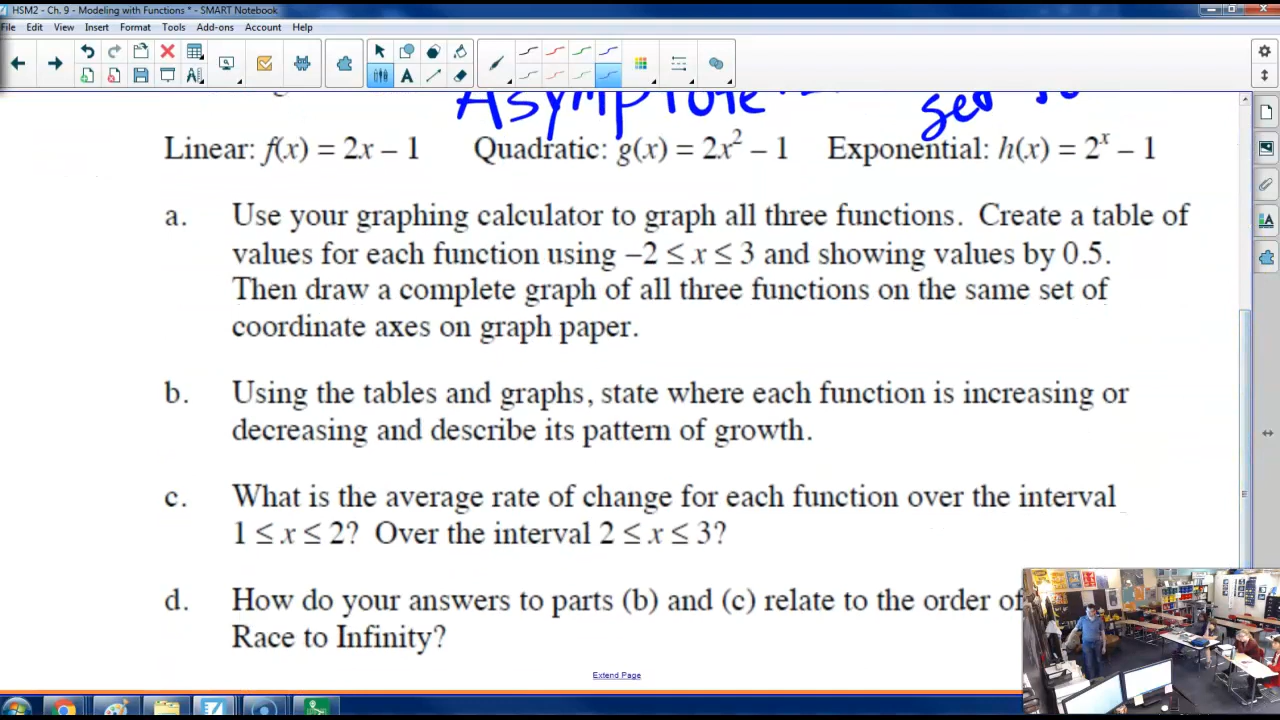 HSM2 - Ch. 9 - Modeling with Functions * - SMART Notebook
File Edit View Insert Format Tools Add-ons Account Help
Asymptote
Linear: f(x) = 2x – 1 Quadratic: g(x) = 2x² – 1 Exponential: h(x) = 2ˣ – 1
a. Use your graphing calculator to graph all three functions. Create a table of
values for each function using –2 ≤ x ≤ 3 and showing values by 0.5.
Then draw a complete graph of all three functions on the same set of
coordinate axes on graph paper.
b. Using the tables and graphs, state where each function is increasing or
decreasing and describe its pattern of growth.
c. What is the average rate of change for each function over the interval
1 ≤ x ≤ 2? Over the interval 2 ≤ x ≤ 3?
d. How do your answers to parts (b) and (c) relate to the order of
Race to Infinity?
Extend Page